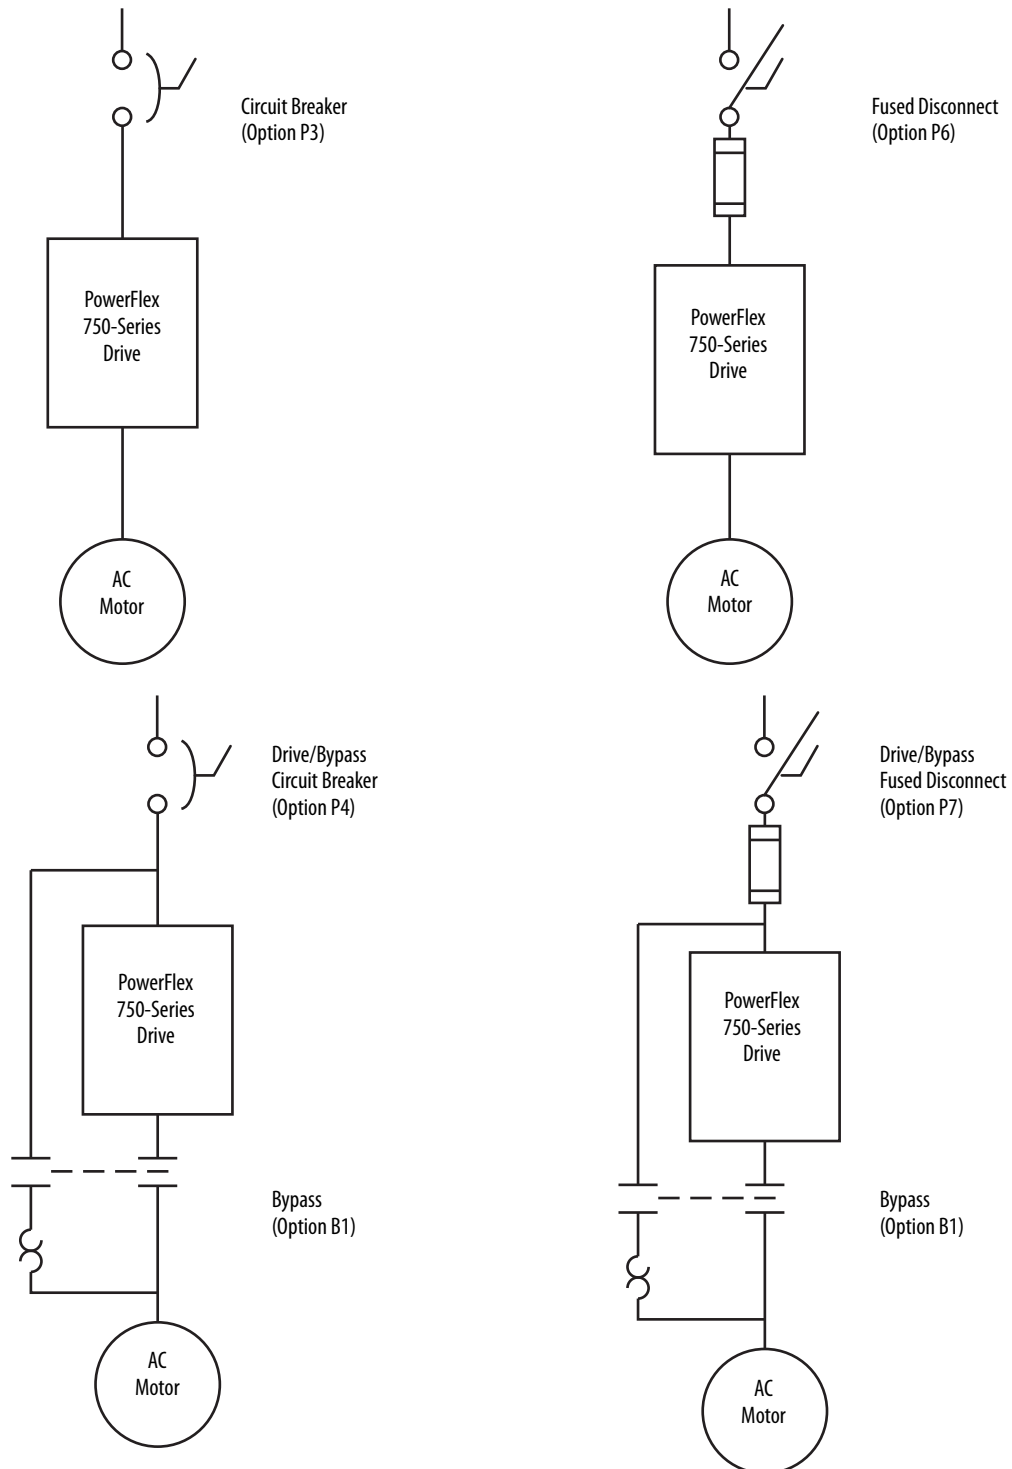 Circuit Breaker
(Option P3)
PowerFlex
750-Series
Drive
AC
Motor
Fused Disconnect
(Option P6)
PowerFlex
750-Series
Drive
AC
Motor
Drive/Bypass
Circuit Breaker
(Option P4)
PowerFlex
750-Series
Drive
Bypass
(Option B1)
AC
Motor
Drive/Bypass
Fused Disconnect
(Option P7)
PowerFlex
750-Series
Drive
Bypass
(Option B1)
AC
Motor